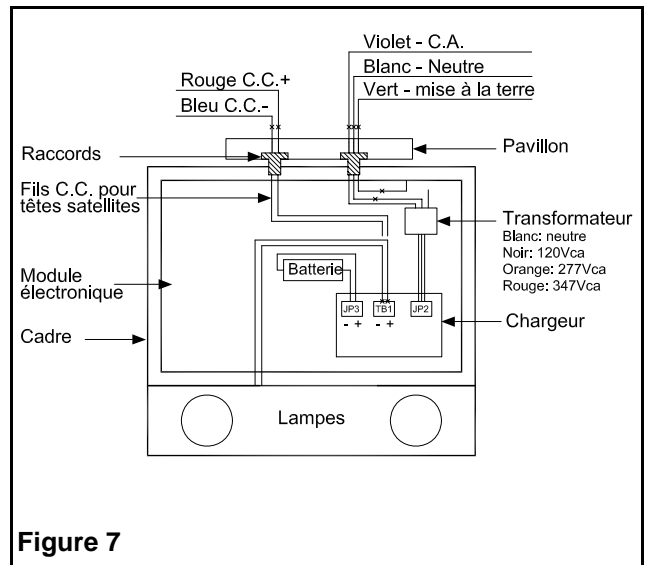 Violet - C.A.
Blanc - Neutre
Vert - mise à la terre
Rouge C.C.+
Bleu C.C.-
Raccords
Pavillon
Fils C.C. pour
têtes satellites
Transformateur
Blanc: neutre
Noir: 120Vca
Orange: 277Vca
Rouge: 347Vca
Module
électronique
Batterie
JP3 TB1 JP2
- + - +
Chargeur
Cadre
Lampes
Figure 7